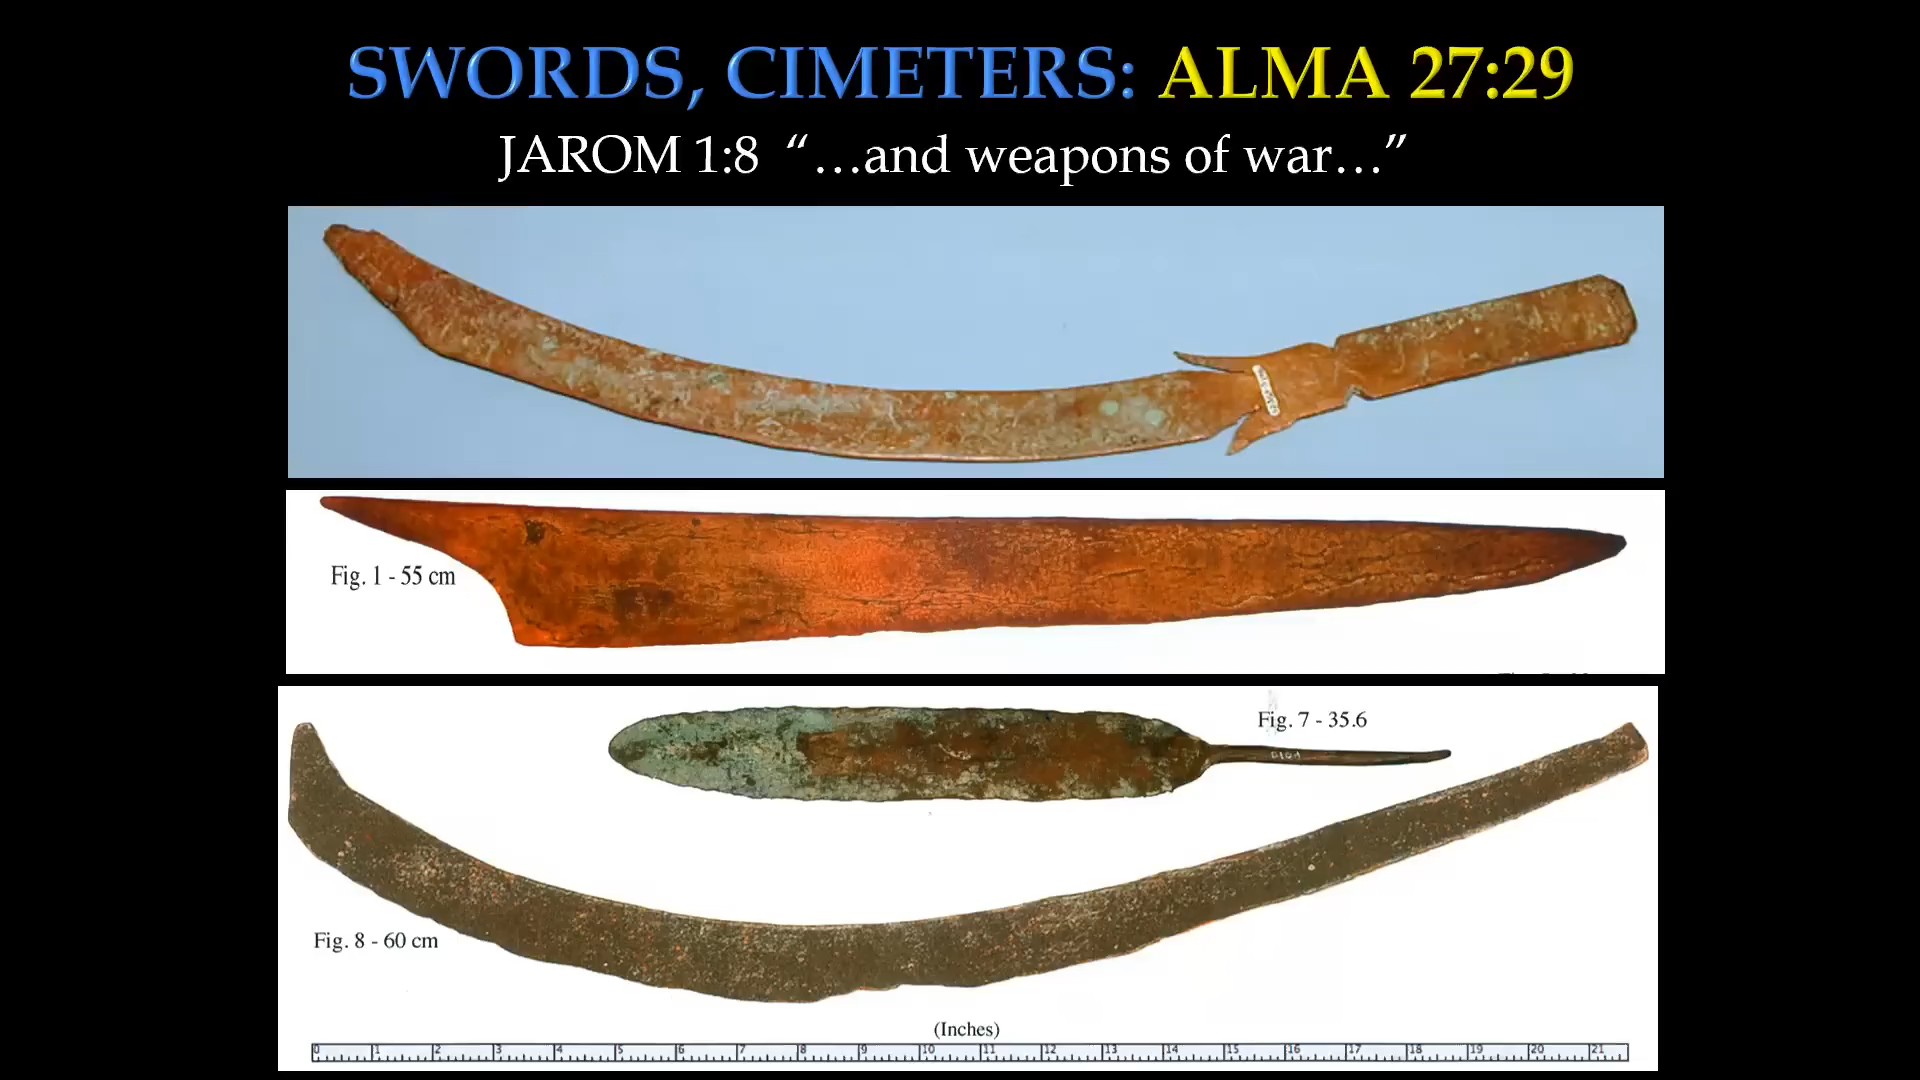 SWORDS, CIMETERS: ALMA 27:29
JAROM 1:8 “…and weapons of war…”
Fig. 1 - 55 cm
Fig. 7 - 35.6
Fig. 8 - 60 cm
(Inches)
0 1 2 3 4 5 6 7 8 9 10 11 12 13 14 15 16 17 18 19 20 21